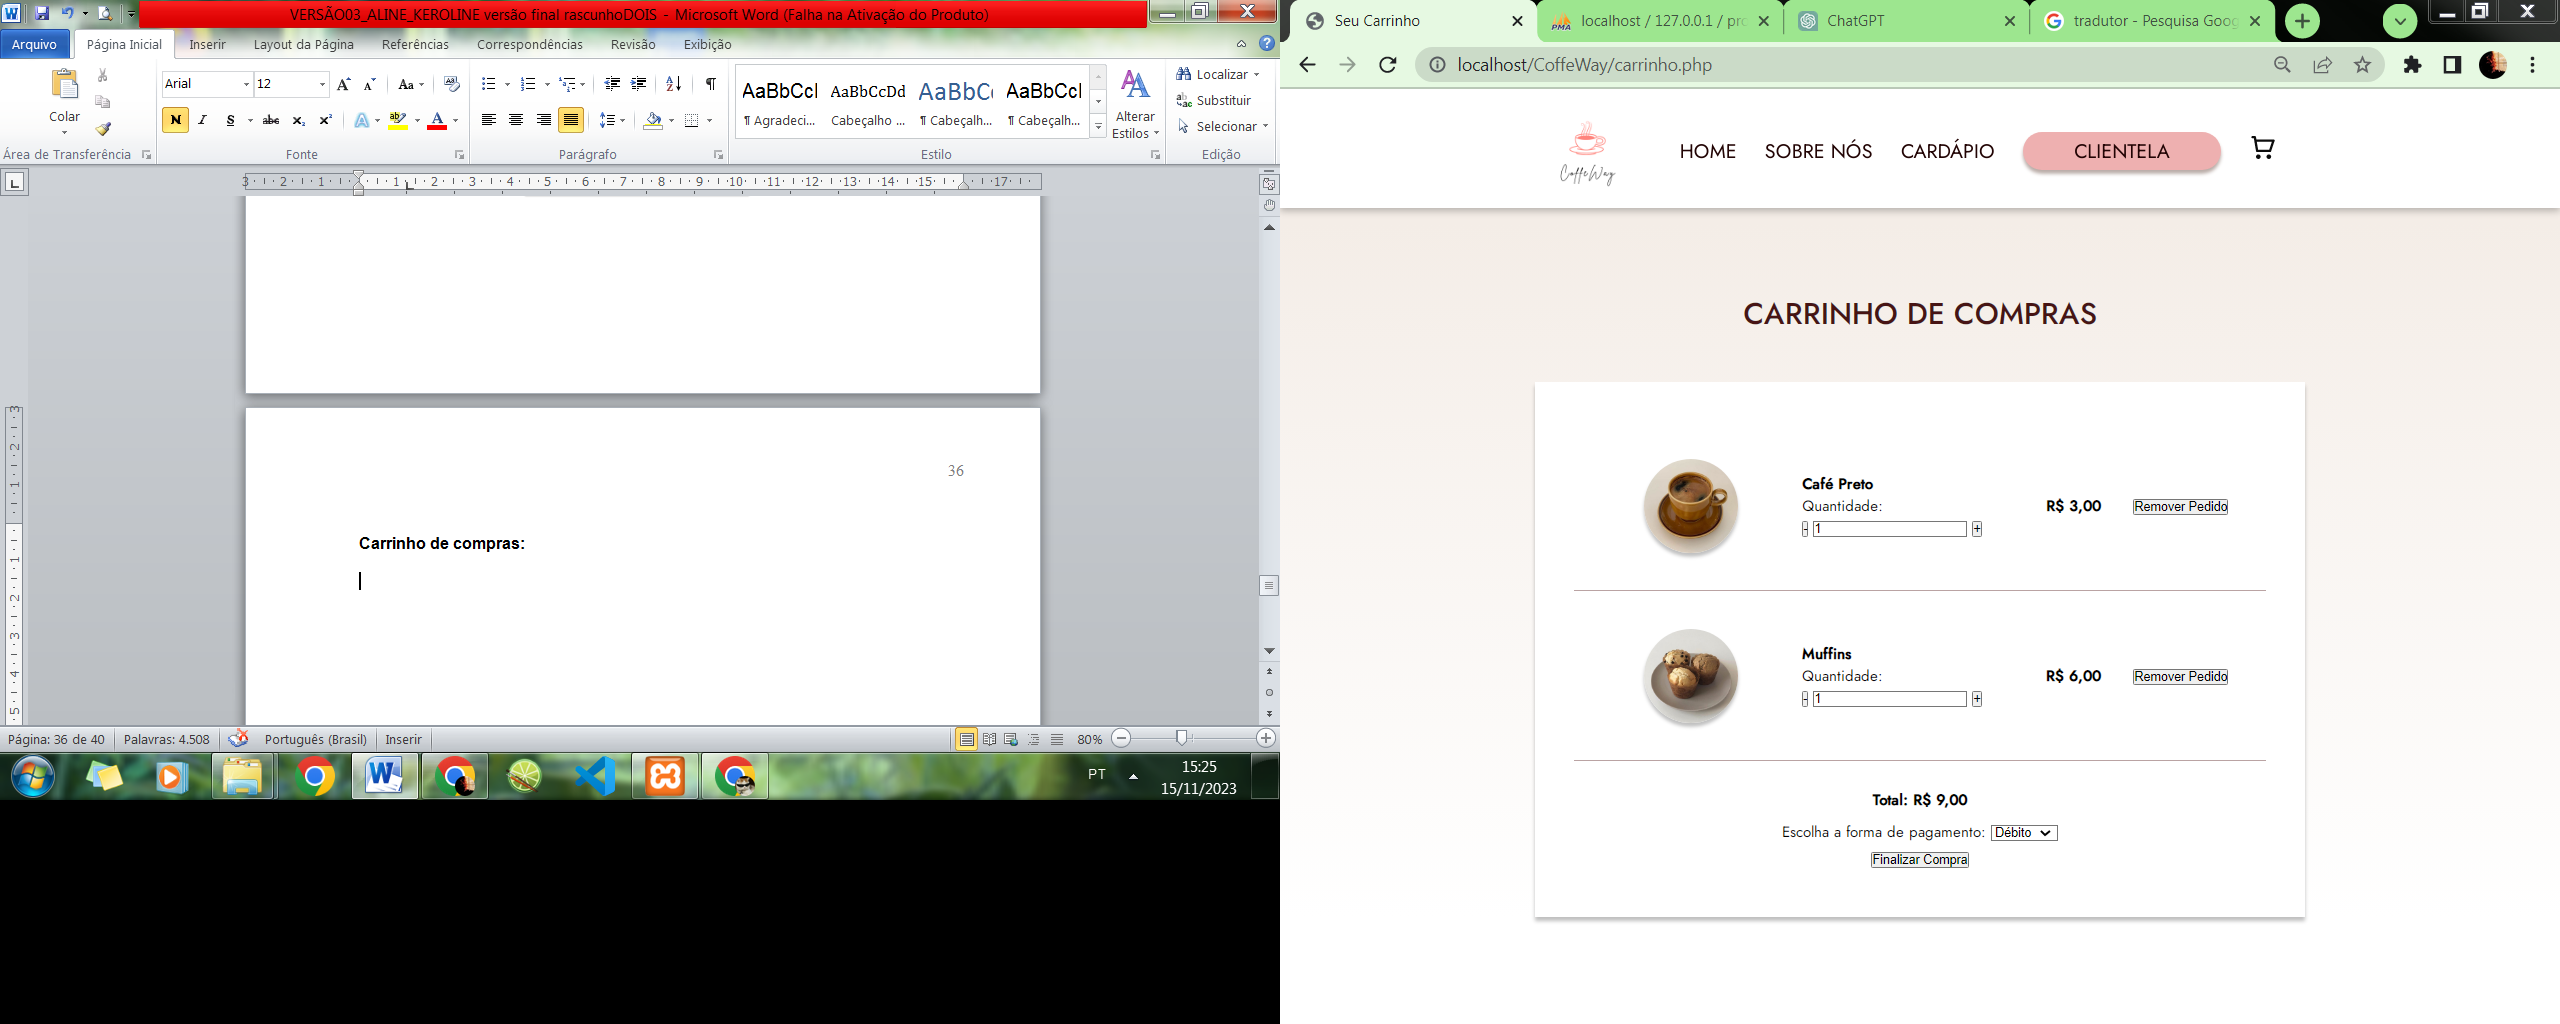 VERSÃO03_ALINE_KEROLINE versão final rascunhoDOIS - Microsoft Word (Falha na Ativação do Produto)
Arquivo
Página Inicial
Inserir
Layout da Página
Referências
Correspondências
Revisão
Exibição
Colar
Área de Transferência
Arial
12
Fonte
Parágrafo
AaBbCcI
AaBbCcDd
AaBbC
AaBbCcI
¶ Agradeci...
Cabeçalho ...
¶ Cabeçalh...
¶ Cabeçalh...
Alterar
Estilos
Estilo
Localizar
Substituir
Selecionar
Edição
36
Carrinho de compras:
Página: 36 de 40
Palavras: 4.508
Português (Brasil)
Inserir
80%
PT
15:25
15/11/2023
Seu Carrinho
localhost / 127.0.0.1 / pro
ChatGPT
tradutor - Pesquisa Goog
localhost/CoffeWay/carrinho.php
CoffeWay
HOME
SOBRE NÓS
CARDÁPIO
CLIENTELA
CARRINHO DE COMPRAS
Café Preto
Quantidade:
- 1 +
R$ 3,00
Remover Pedido
Muffins
Quantidade:
- 1 +
R$ 6,00
Remover Pedido
Total: R$ 9,00
Escolha a forma de pagamento: Débito
Finalizar Compra